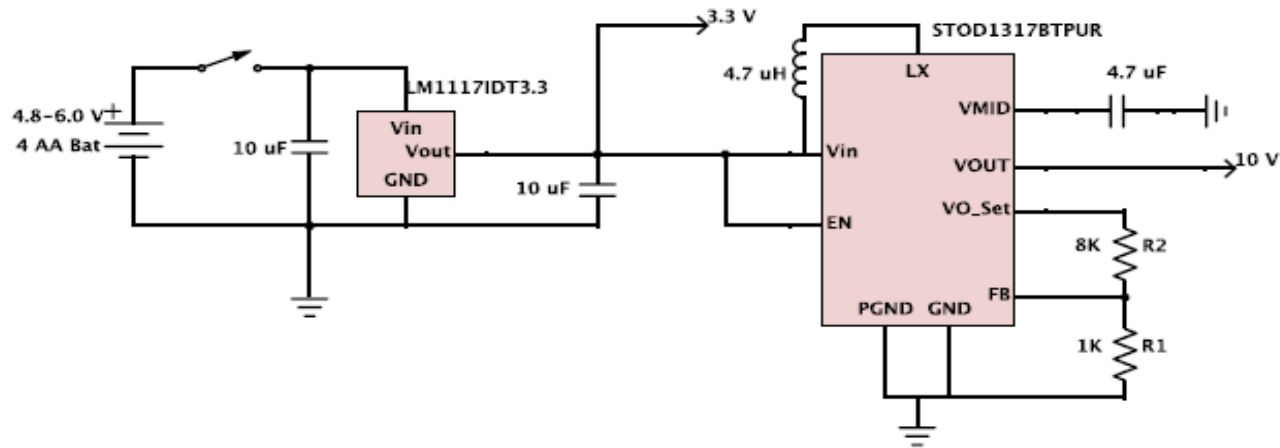 3.3 V
STOD1317BTPUR
LX
4.7 uH
4.7 uF
LM1117IDT3.3
VMID
4.8-6.0 V
+
4 AA Bat
10 uF
Vin
Vout
GND
Vin
VOUT
10 V
10 uF
VO_Set
EN
8K
R2
FB
PGND
GND
1K
R1